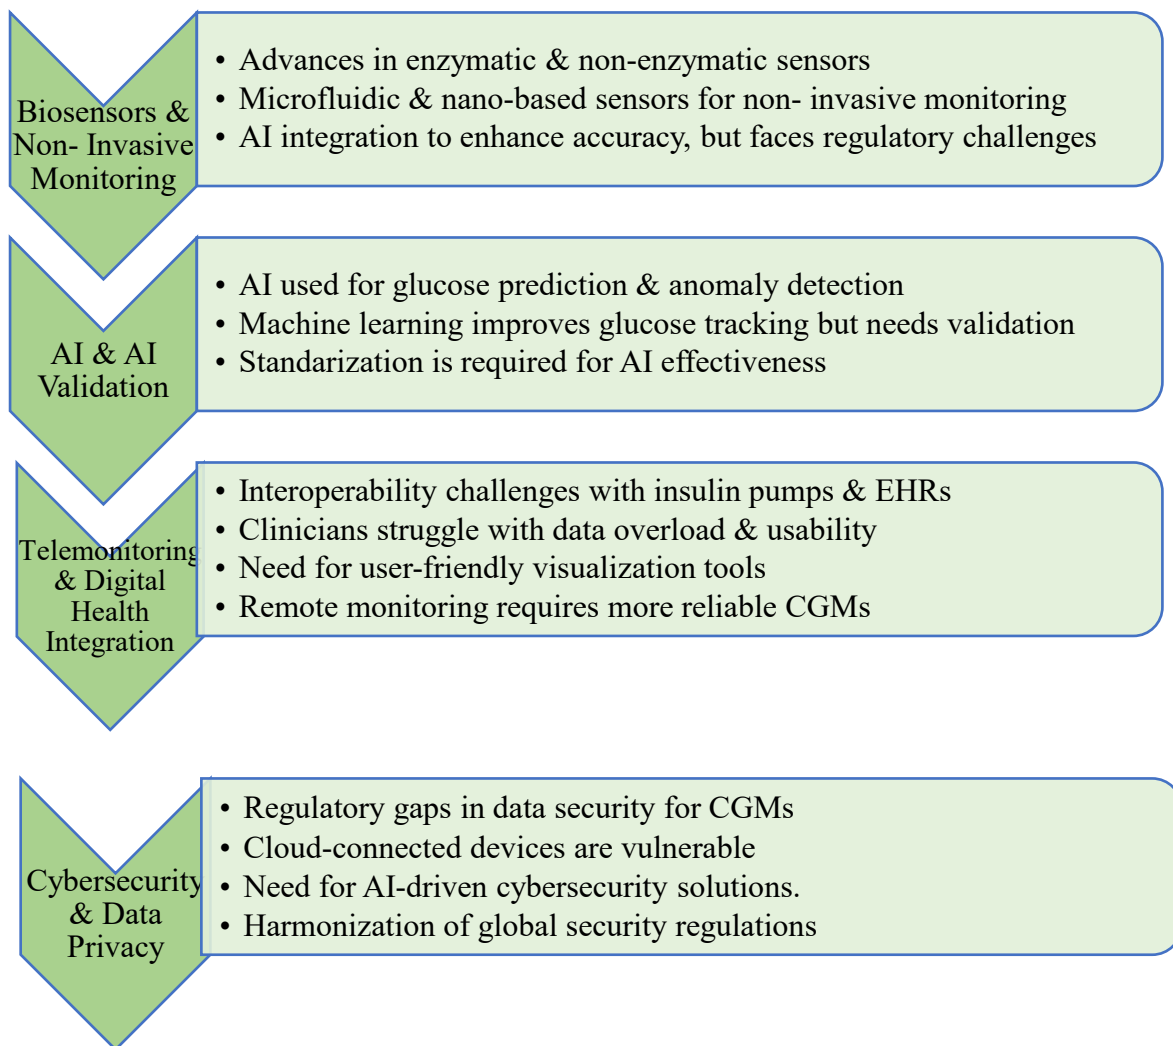 Biosensors &
Non- Invasive
Monitoring
• Advances in enzymatic & non-enzymatic sensors
• Microfluidic & nano-based sensors for non- invasive monitoring
• AI integration to enhance accuracy, but faces regulatory challenges
AI & AI
Validation
• AI used for glucose prediction & anomaly detection
• Machine learning improves glucose tracking but needs validation
• Standarization is required for AI effectiveness
Telemonitoring
& Digital
Health
Integration
• Interoperability challenges with insulin pumps & EHRs
• Clinicians struggle with data overload & usability
• Need for user-friendly visualization tools
• Remote monitoring requires more reliable CGMs
Cybersecurity
& Data
Privacy
• Regulatory gaps in data security for CGMs
• Cloud-connected devices are vulnerable
• Need for AI-driven cybersecurity solutions.
• Harmonization of global security regulations